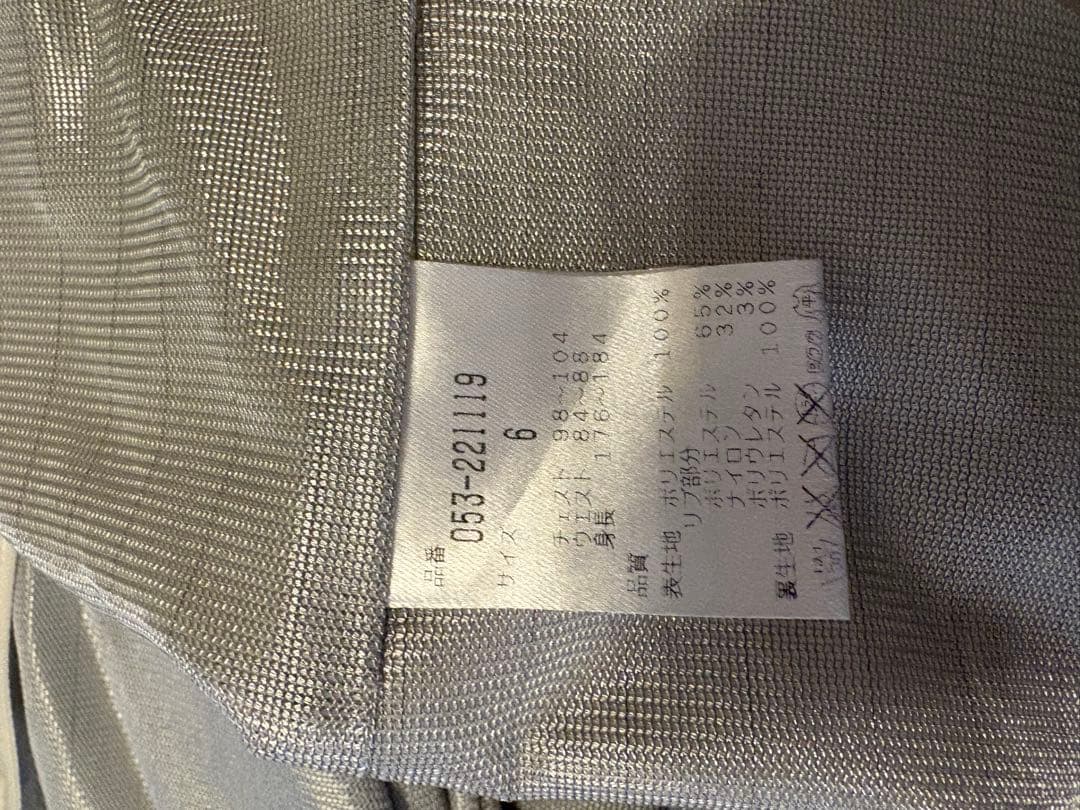 品番
053-221119
サイズ
6
チェスト 98〜104
ウェスト 84〜88
身長 176〜184
品質
表生地 ポリエステル 100%
リブ部分
ポリエステル 65%
ナイロン 32%
ポリウレタン 3%
裏生地 ポリエステル 100%